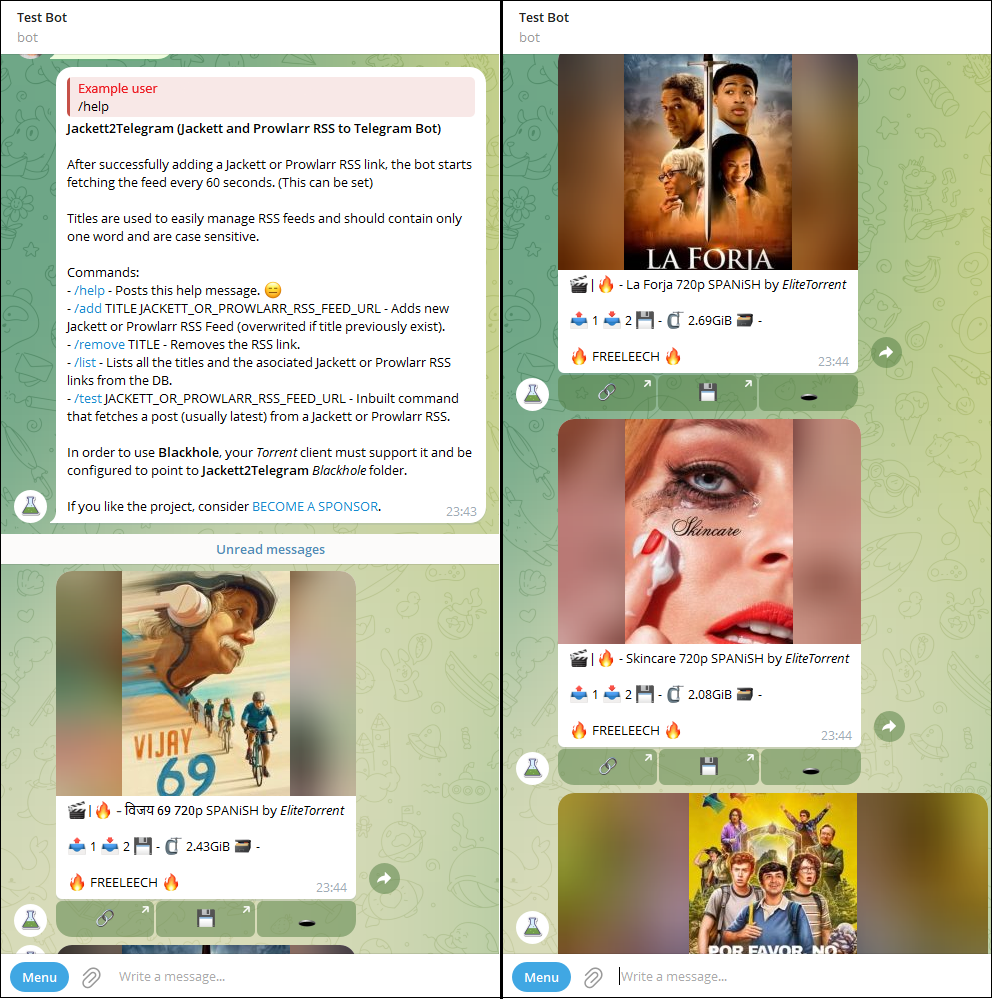 Test Bot
bot
Example user
/help
Jackett2Telegram (Jackett and Prowlarr RSS to Telegram Bot)
After successfully adding a Jackett or Prowlarr RSS link, the bot starts
fetching the feed every 60 seconds. (This can be set)
Titles are used to easily manage RSS feeds and should contain only
one word and are case sensitive.
Commands:
- /help - Posts this help message. 😑
- /add TITLE JACKETT_OR_PROWLARR_RSS_FEED_URL - Adds new
Jackett or Prowlarr RSS Feed (overwrited if title previously exist).
- /remove TITLE - Removes the RSS link.
- /list - Lists all the titles and the asociated Jackett or Prowlarr RSS
links from the DB.
- /test JACKETT_OR_PROWLARR_RSS_FEED_URL - Inbuilt command
that fetches a post (usually latest) from a Jackett or Prowlarr RSS.
In order to use Blackhole, your Torrent client must support it and be
configured to point to Jackett2Telegram Blackhole folder.
If you like the project, consider BECOME A SPONSOR.
23:43
Unread messages
VIJAY
69
🎬 | 🔥 - विजय 69 720p SPANiSH by EliteTorrent
📤 1 📥 2 💾 - 🗜 2.43GiB 🗃 -
🔥 FREELEECH 🔥
23:44
Menu
Write a message...
Test Bot
bot
LA FORJA
🎬 | 🔥 - La Forja 720p SPANiSH by EliteTorrent
📤 1 📥 2 💾 - 🗜 2.69GiB 🗃 -
🔥 FREELEECH 🔥
23:44
Skincare
🎬 | 🔥 - Skincare 720p SPANiSH by EliteTorrent
📤 1 📥 2 💾 - 🗜 2.08GiB 🗃 -
🔥 FREELEECH 🔥
23:44
POR FAVOR, NO
Menu
Write a message...